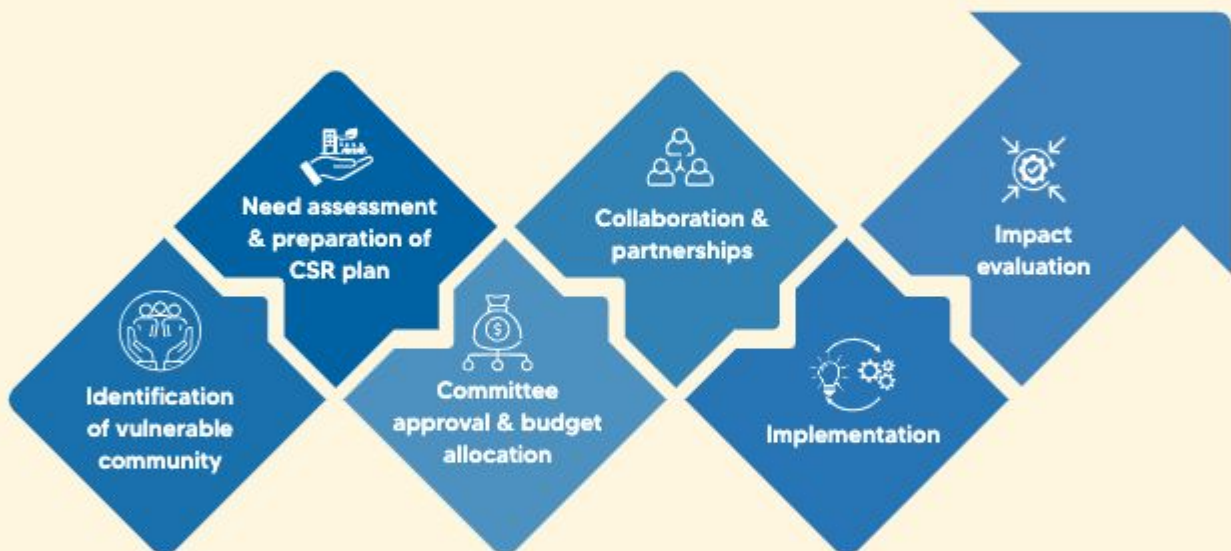 Identification
of vulnerable
community
Need assessment
& preparation of
CSR plan
$
Committee
approval & budget
allocation
Collaboration &
partnerships
Implementation
Impact
evaluation